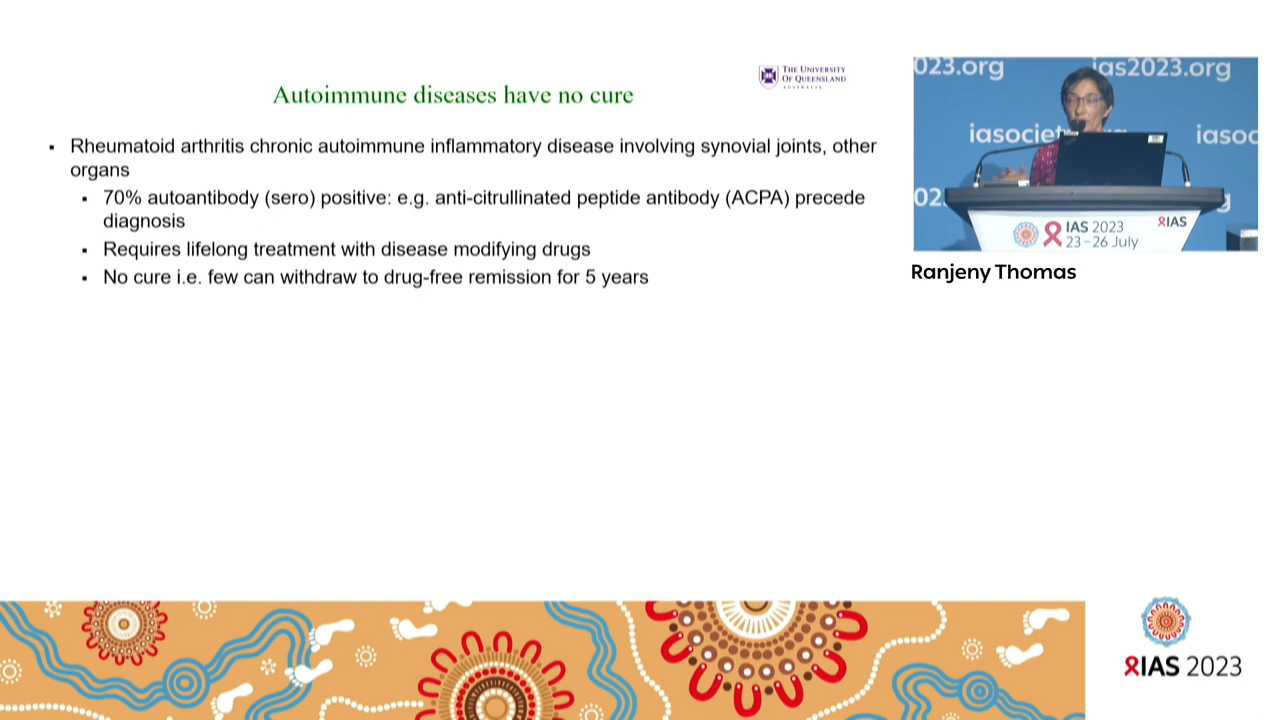 Autoimmune diseases have no cure
THE UNIVERSITY
OF QUEENSLAND
AUSTRALIA
▪ Rheumatoid arthritis chronic autoimmune inflammatory disease involving synovial joints, other
organs
▪ 70% autoantibody (sero) positive: e.g. anti-citrullinated peptide antibody (ACPA) precede
diagnosis
▪ Requires lifelong treatment with disease modifying drugs
▪ No cure i.e. few can withdraw to drug-free remission for 5 years
023.org
ias2023.org
iasociet
iasoc
02
IAS 2023
23–26 July
IAS
Ranjeny Thomas
IAS 2023